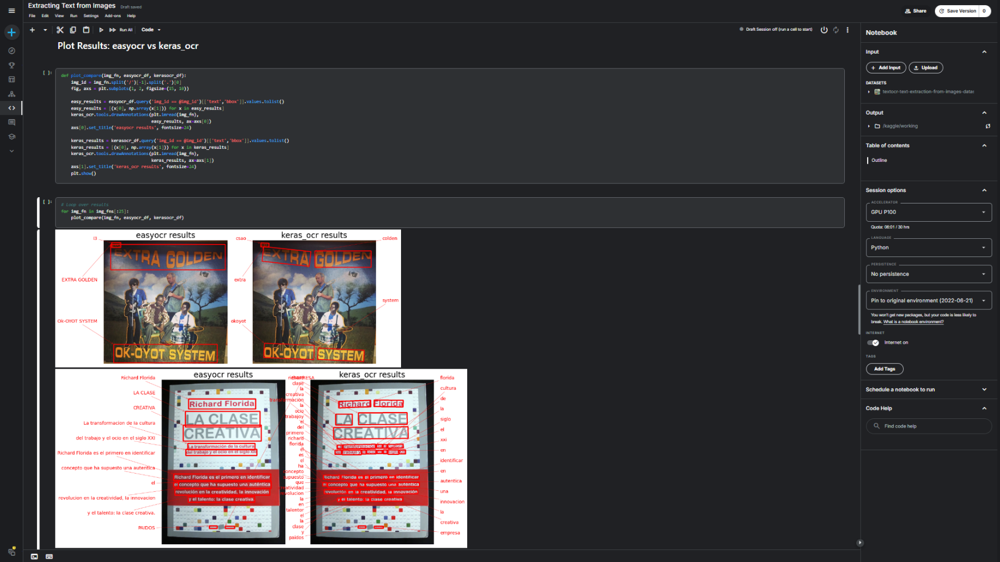 Extracting Text from Images Draft saved
File Edit View Run Settings Add-ons Help
Share
Save Version 0
Run All Code
Draft Session off (run a cell to start)
Plot Results: easyocr vs keras_ocr
[ ]:
def plot_compare(img_fn, easyocr_df, kerasocr_df):
    img_id = img_fn.split('/')[-1].split('.')[0]
    fig, axs = plt.subplots(1, 2, figsize=(15, 10))
    easy_results = easyocr_df.query('img_id == @img_id')[['text','bbox']].values.tolist()
    easy_results = [(x[0], np.array(x[1])) for x in easy_results]
    keras_ocr.tools.drawAnnotations(plt.imread(img_fn),
                                    easy_results, ax=axs[0])
    axs[0].set_title('easyocr results', fontsize=24)
    keras_results = kerasocr_df.query('img_id == @img_id')[['text','bbox']].values.tolist()
    keras_results = [(x[0], np.array(x[1])) for x in keras_results]
    keras_ocr.tools.drawAnnotations(plt.imread(img_fn),
                                    keras_results, ax=axs[1])
    axs[1].set_title('keras_ocr results', fontsize=24)
    plt.show()
[ ]:
# Loop over results
for img_fn in img_fns[:25]:
    plot_compare(img_fn, easyocr_df, kerasocr_df)
easyocr results
EXTRA GOLDEN
Ok-OYOT SYSTEM
EXTRA GOLDEN
OK-OYOT SYSTEM
keras_ocr results
csao
extra
okoyot
EXTRA GOLDEN
OK-OYOT SYSTEM
colden
system
easyocr results
Richard Florida
LA CLASE
CREATIVA
La transformacion de la cultura
del trabajo y el ocio en el siglo XXI
Richard Florida es el primero en identificar
concepto que ha supuesto una autentica
el
revolucion en la creatividad, la innovacion
y el talento: la clase creativa.
PAIDOS
Richard Florida
LA CLASE
CREATIVA
La transformación de la cultura
del trabajo y el ocio en el siglo XXI
Richard Florida es el primero en identificar
el concepto que ha supuesto una auténtica
revolución en la creatividad, la innovación
y el talento: la clase creativa.
keras_ocr results
clase
la
creativa
transformacion
la
ocio
trabajoy
el
del
primero
richard
florida
el
es
el
ha
concepto
supuesto
que
creatividad
revolucion
la
en
talentor
el
la
clase
y
paidos
Richard Florida
LA CLASE
CREATIVA
Richard Florida es el primero en identificar
el concepto que ha supuesto una auténtica
revolución en la creatividad, la innovación
y el talento: la clase creativa
florida
cultura
de
la
siglo
el
xxi
en
identificar
en
autentica
una
innovacion
la
creativa
empresa
Notebook
Input
Add Input
Upload
DATASETS
textocr-text-extraction-from-images-datas
Output
/kaggle/working
Table of contents
Outline
Session options
ACCELERATOR
GPU P100
Quota: 06:01 / 30 hrs
LANGUAGE
Python
PERSISTENCE
No persistence
ENVIRONMENT
Pin to original environment (2022-06-21)
You won't get new packages, but your code is less likely to
break. What is a notebook environment?
INTERNET
Internet on
TAGS
Add Tags
Schedule a notebook to run
Code Help
Find code help